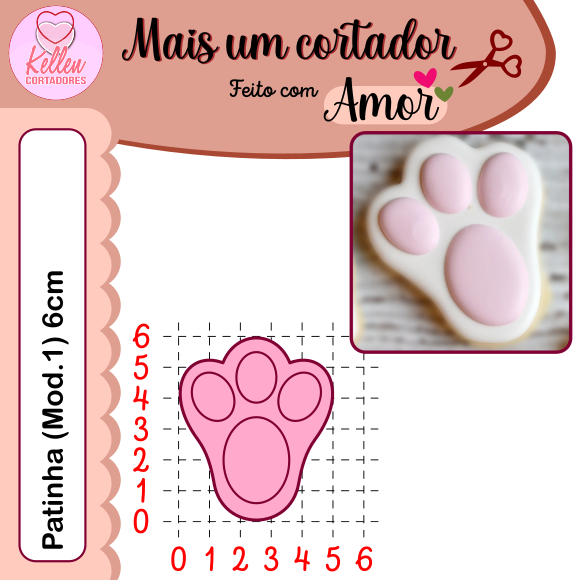 Kellen
CORTADORES
Mais um cortador
Feito com
Amor
Patinha (Mod.1) 6cm
6
5
4
3
2
1
0
0 1 2 3 4 5 6